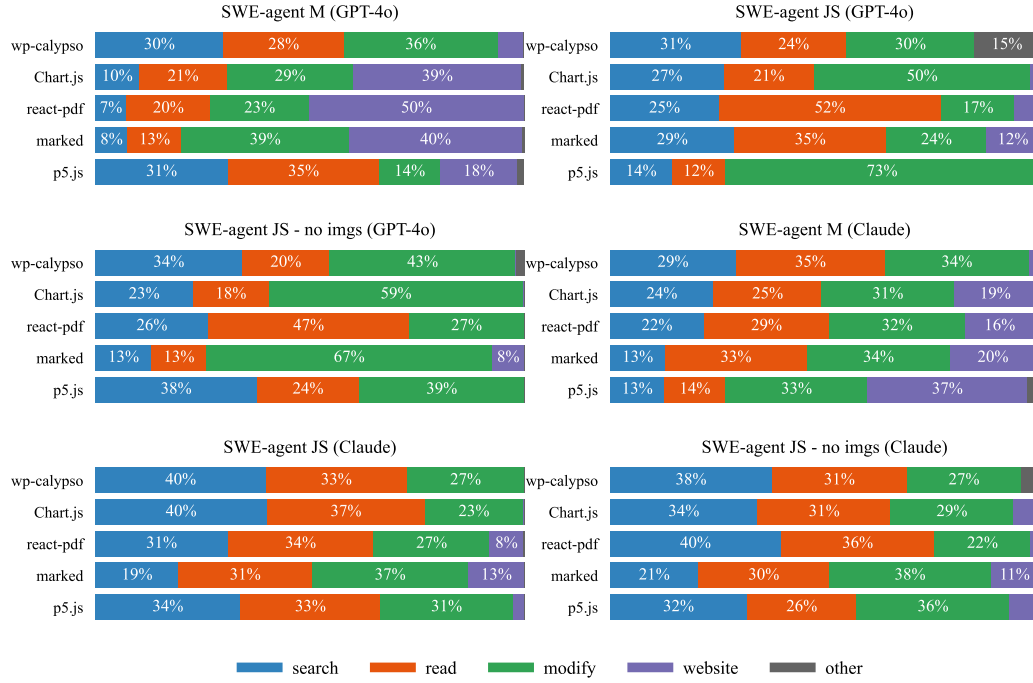 SWE-agent M (GPT-4o)
wp-calypso 30% 28% 36%
Chart.js 10% 21% 29% 39%
react-pdf 7% 20% 23% 50%
marked 8% 13% 39% 40%
p5.js 31% 35% 14% 18%
SWE-agent JS (GPT-4o)
wp-calypso 31% 24% 30% 15%
Chart.js 27% 21% 50%
react-pdf 25% 52% 17%
marked 29% 35% 24% 12%
p5.js 14% 12% 73%
SWE-agent JS - no imgs (GPT-4o)
wp-calypso 34% 20% 43%
Chart.js 23% 18% 59%
react-pdf 26% 47% 27%
marked 13% 13% 67% 8%
p5.js 38% 24% 39%
SWE-agent M (Claude)
wp-calypso 29% 35% 34%
Chart.js 24% 25% 31% 19%
react-pdf 22% 29% 32% 16%
marked 13% 33% 34% 20%
p5.js 13% 14% 33% 37%
SWE-agent JS (Claude)
wp-calypso 40% 33% 27%
Chart.js 40% 37% 23%
react-pdf 31% 34% 27% 8%
marked 19% 31% 37% 13%
p5.js 34% 33% 31%
SWE-agent JS - no imgs (Claude)
wp-calypso 38% 31% 27%
Chart.js 34% 31% 29%
react-pdf 40% 36% 22%
marked 21% 30% 38% 11%
p5.js 32% 26% 36%
search read modify website other